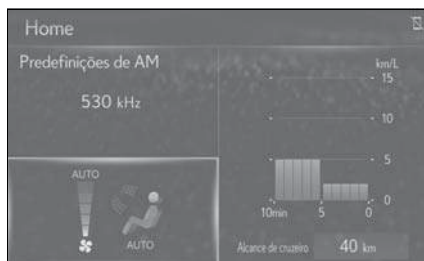 Home
Predefinições de AM
530 kHz
AUTO
AUTO
km/L
15
10
5
0
10min 5 0
Alcance de cruzeiro 40 km